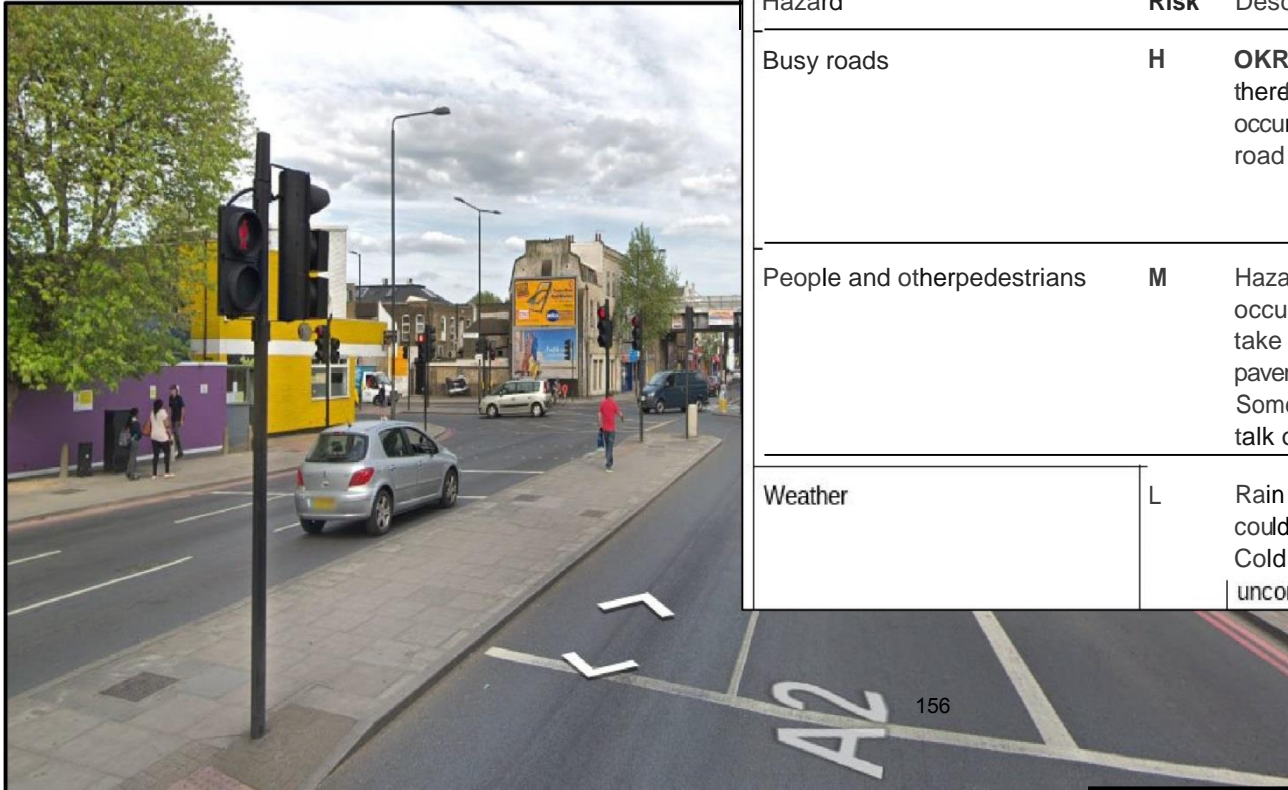 Hazard Risk Desc
Busy roads H OKR
there
occur
road
People and otherpedestrians M Haza
occu
take
paver
Some
talk c
Weather L Rain
could
Cold
uncor
A2
156